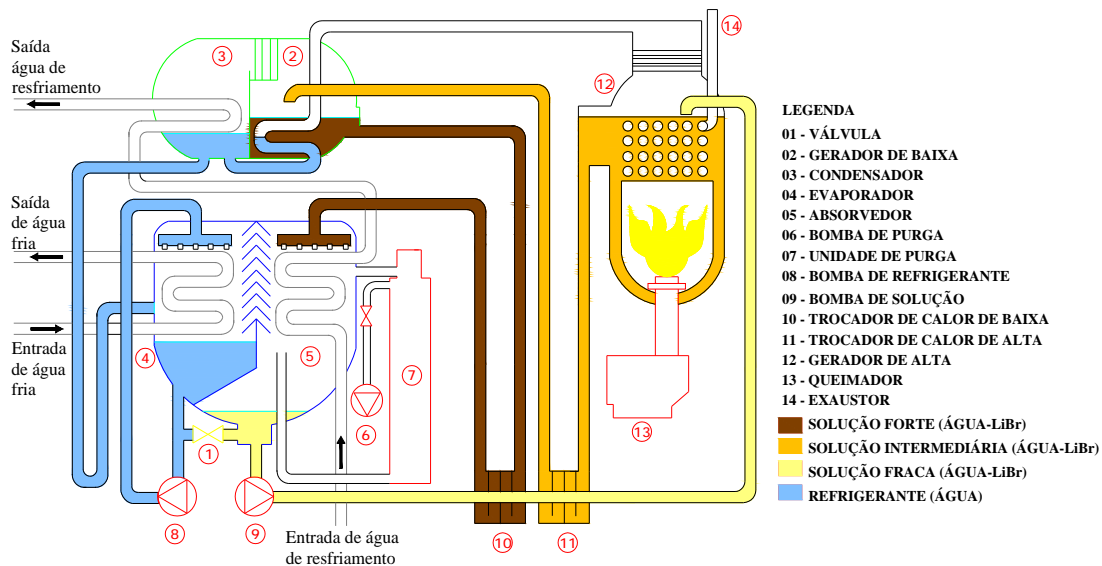 Saída
água de
resfriamento
3
2
14
12
LEGENDA
01 - VÁLVULA
02 - GERADOR DE BAIXA
03 - CONDENSADOR
04 - EVAPORADOR
05 - ABSORVEDOR
06 - BOMBA DE PURGA
07 - UNIDADE DE PURGA
08 - BOMBA DE REFRIGERANTE
09 - BOMBA DE SOLUÇÃO
10 - TROCADOR DE CALOR DE BAIXA
11 - TROCADOR DE CALOR DE ALTA
12 - GERADOR DE ALTA
13 - QUEIMADOR
14 - EXAUSTOR
SOLUÇÃO FORTE (ÁGUA-LiBr)
SOLUÇÃO INTERMEDIÁRIA (ÁGUA-LiBr)
SOLUÇÃO FRACA (ÁGUA-LiBr)
REFRIGERANTE (ÁGUA)
Saída
de água
fria
Entrada
de água
fria
4
5
7
6
13
1
8
9
10
11
Entrada de água
de resfriamento